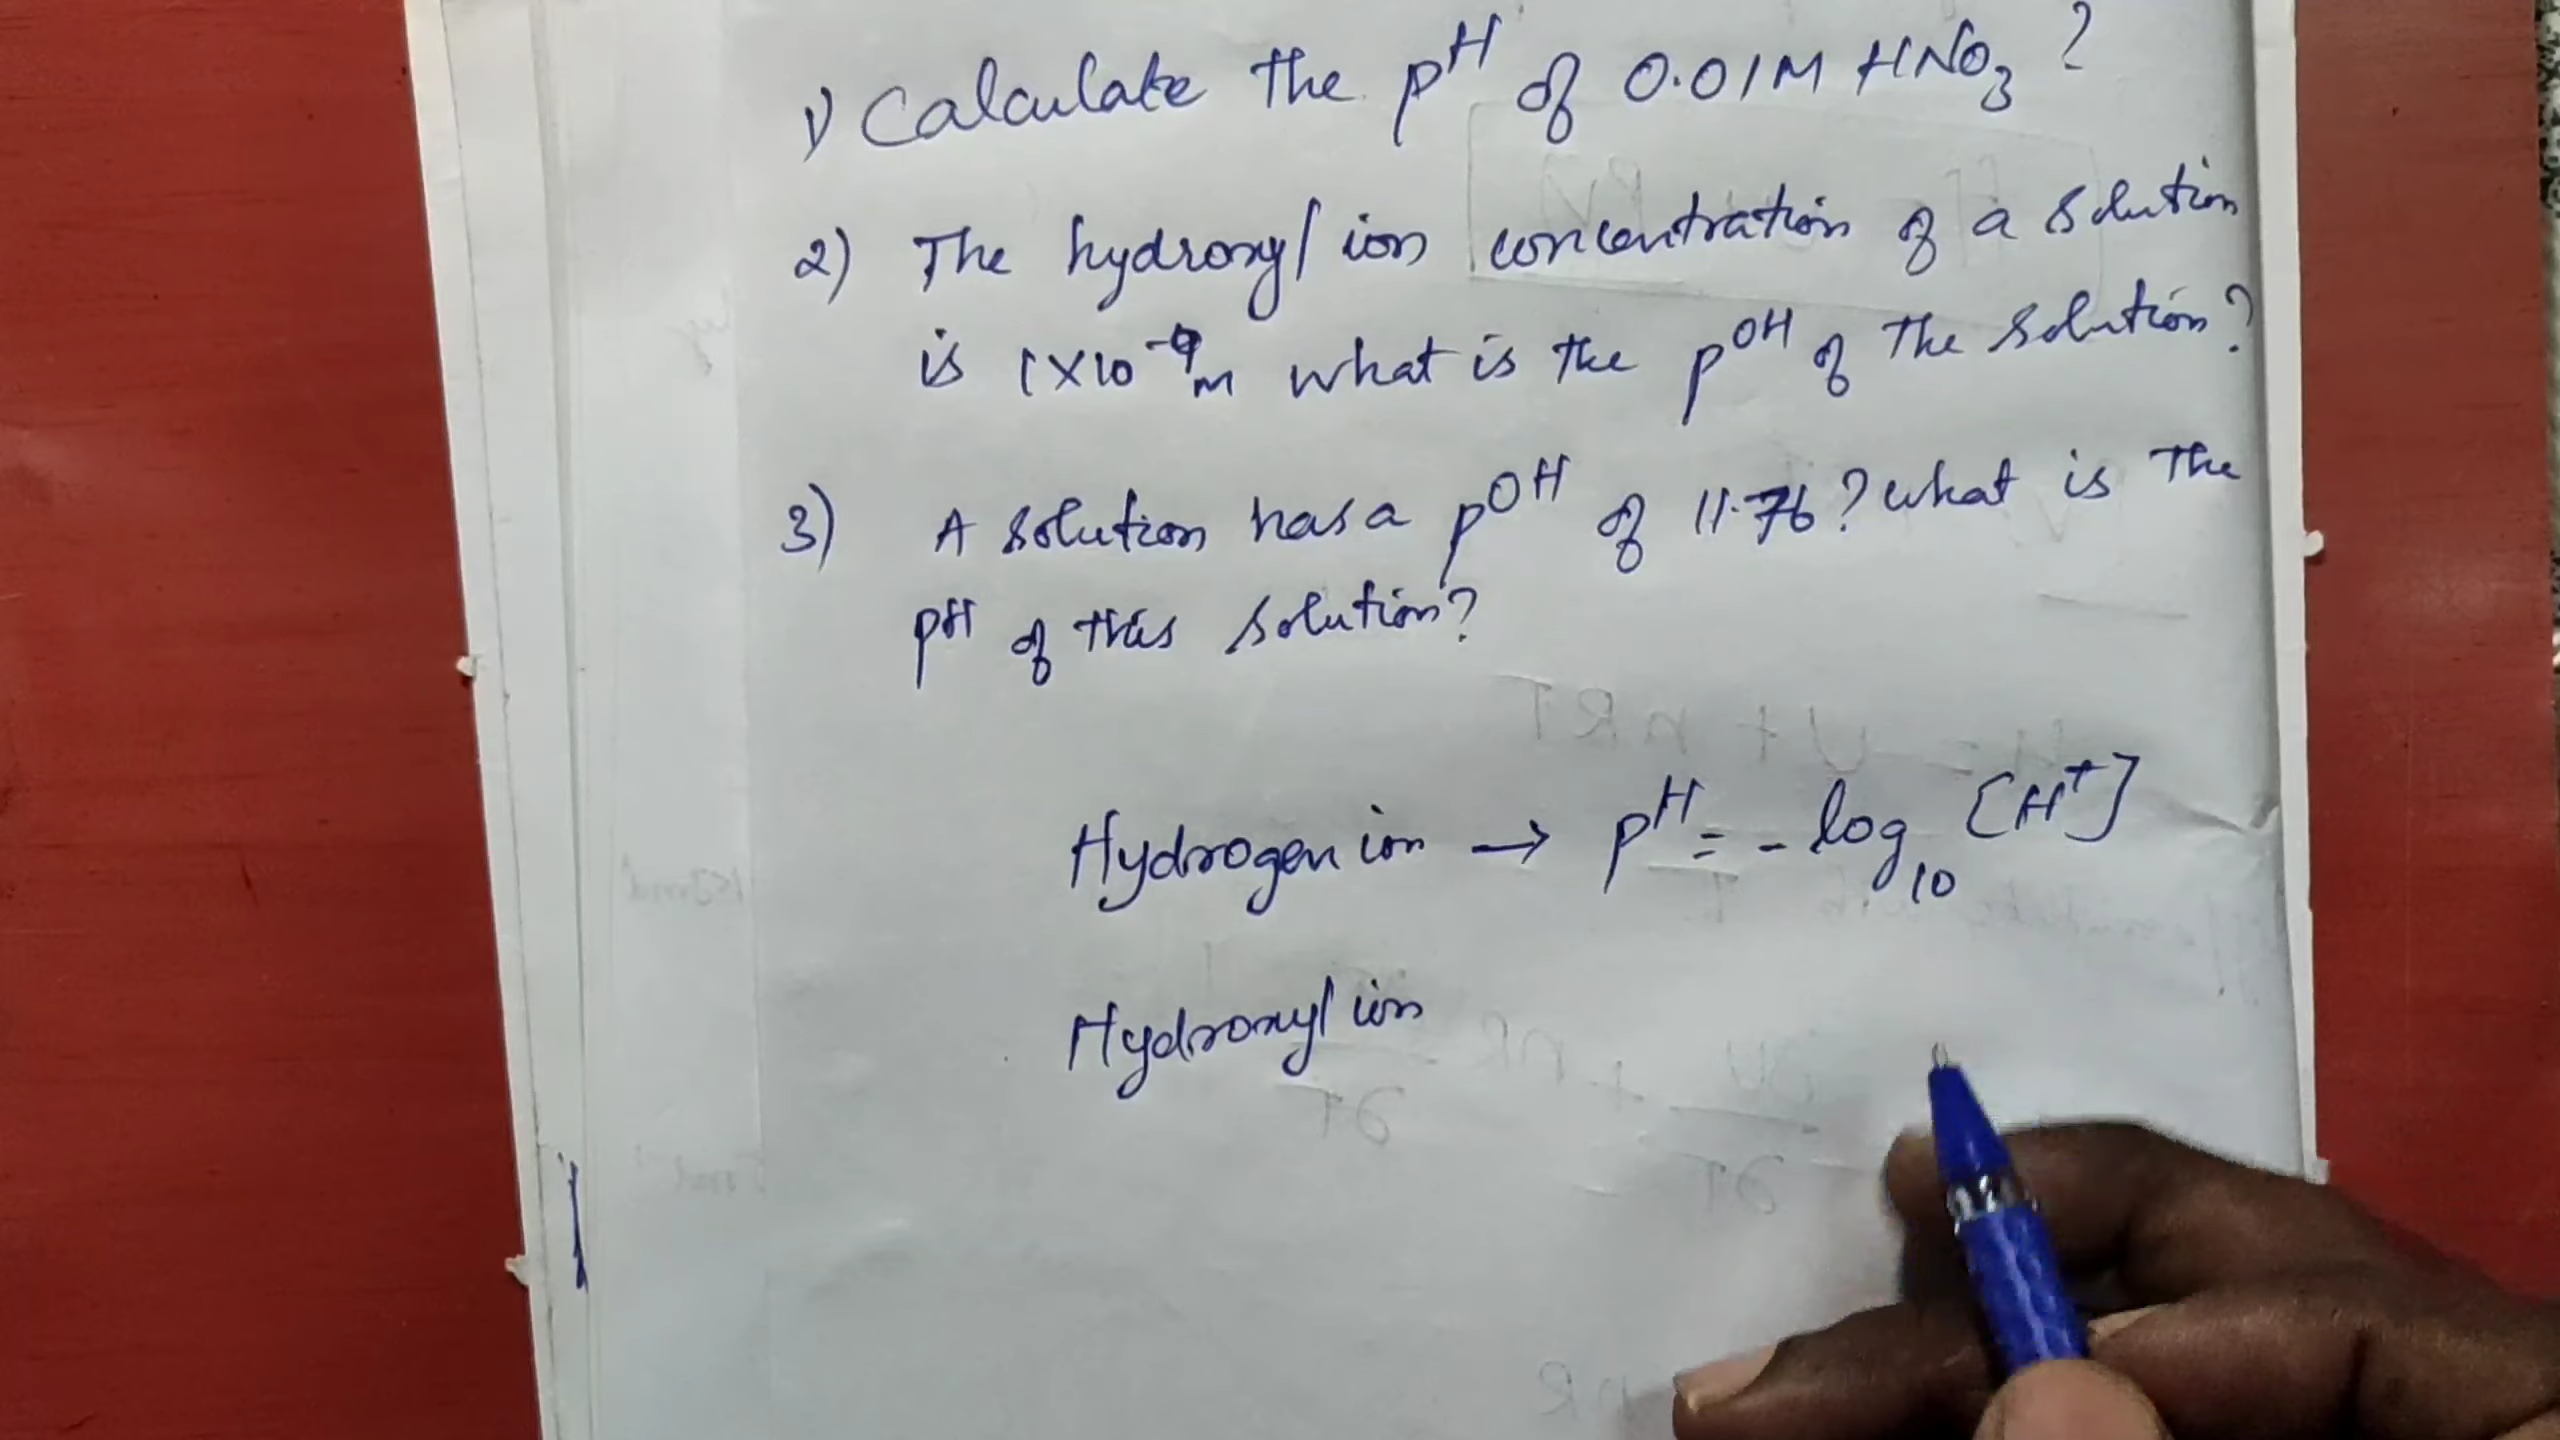 1) Calculate the pH of 0.01M HNO₃ ?
2) The hydroxyl ion concentration of a solution
is 1×10⁻⁹ M what is the pOH of the solution?
3) A solution has a pOH of 11.76? what is the
pH of this solution?
Hydrogen ion → pH = - log₁₀ [H⁺]
Hydroxyl ion